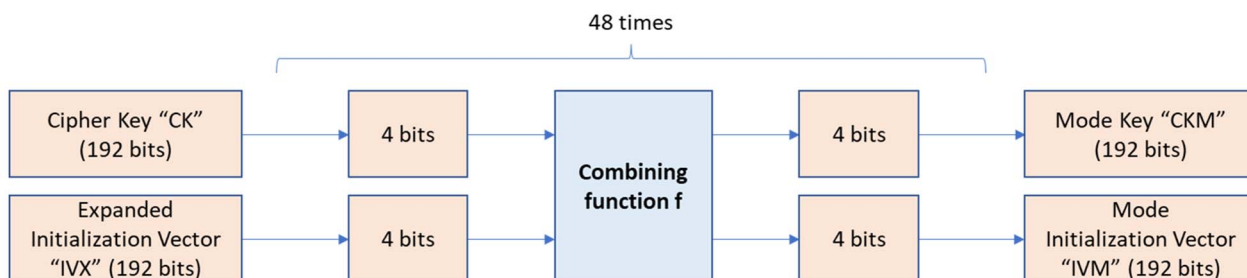 48 times
Cipher Key “CK”
(192 bits)
4 bits
Combining
function f
4 bits
Mode Key “CKM”
(192 bits)
Expanded
Initialization Vector
“IVX” (192 bits)
4 bits
4 bits
Mode
Initialization Vector
“IVM” (192 bits)